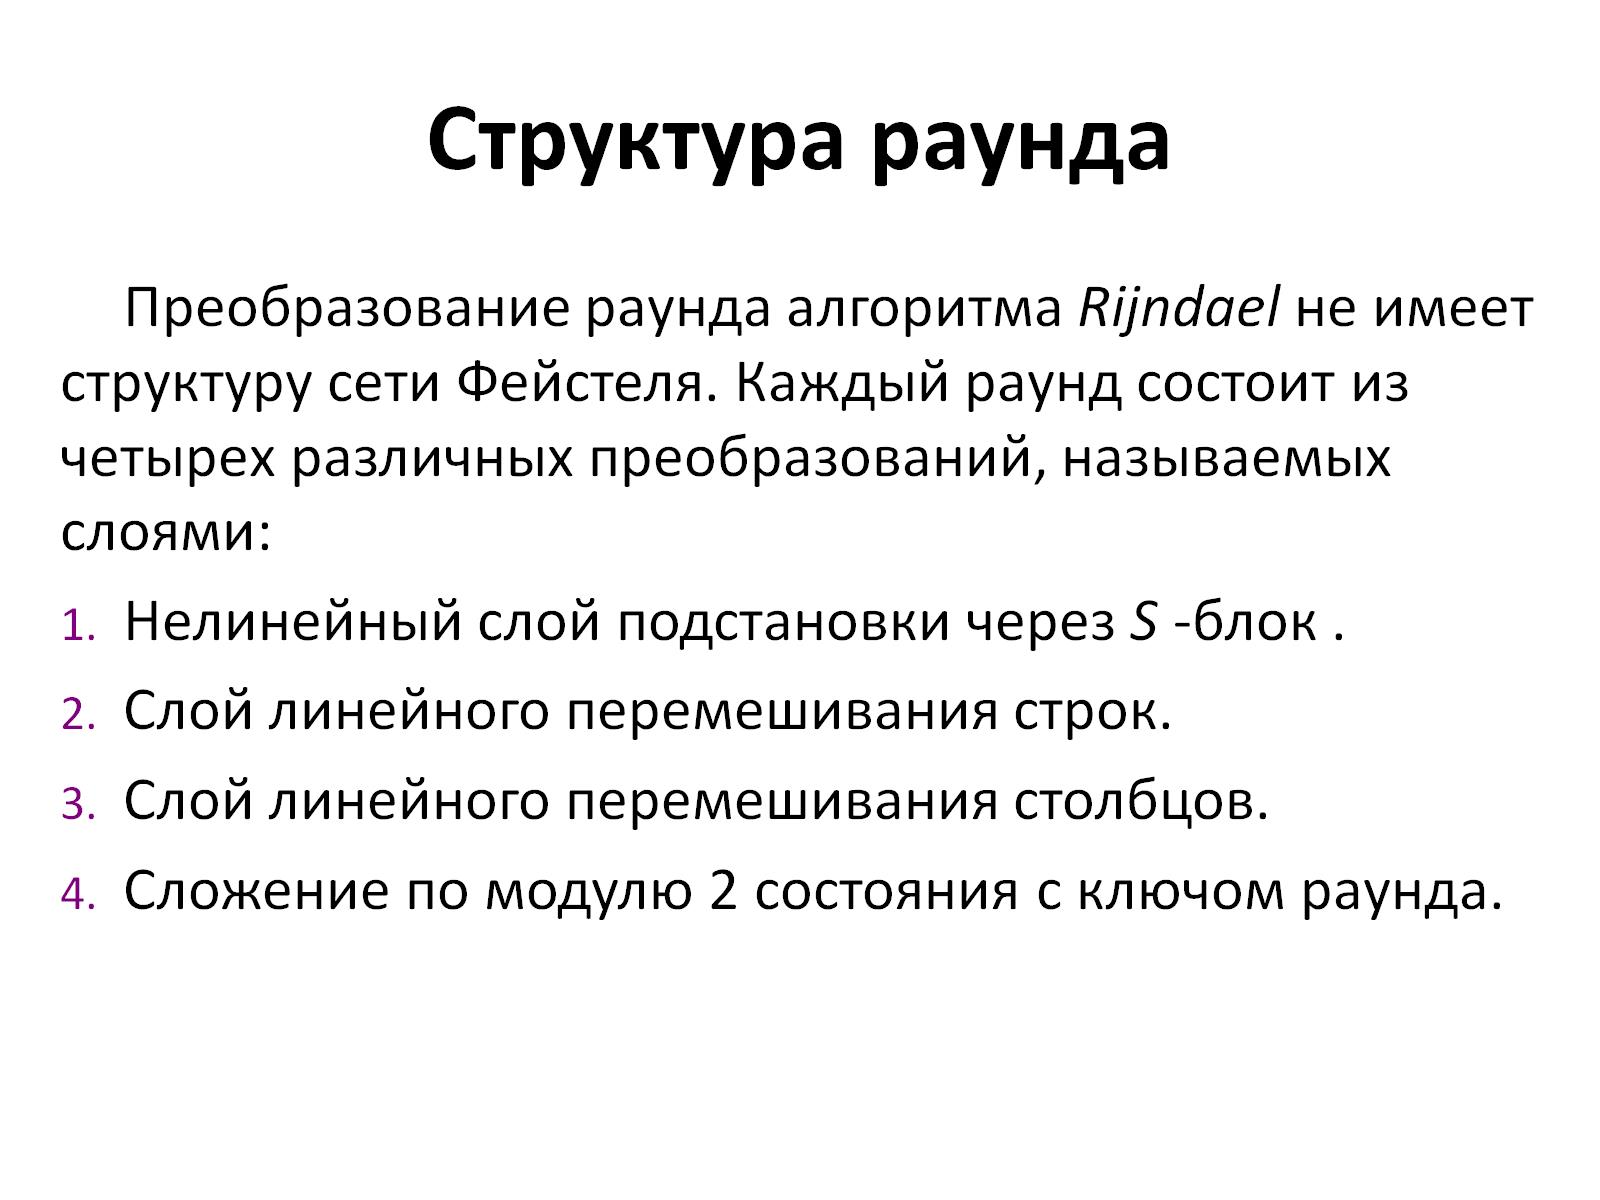 Структура раунда
Преобразование раунда алгоритма Rijndael не имеет
структуру сети Фейстеля. Каждый раунд состоит из
четырех различных преобразований, называемых
слоями:
1. Нелинейный слой подстановки через S -блок .
2. Слой линейного перемешивания строк.
3. Слой линейного перемешивания столбцов.
4. Сложение по модулю 2 состояния с ключом раунда.